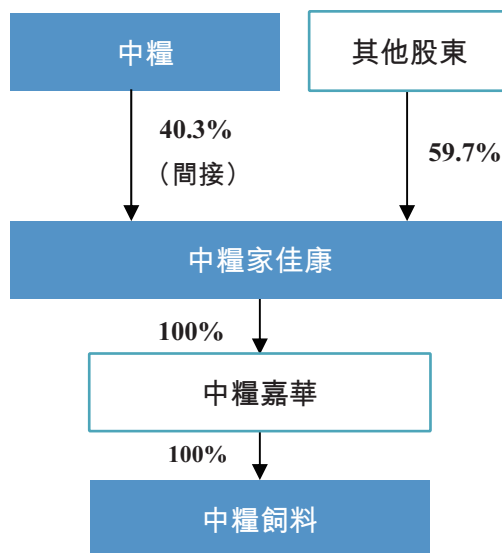 中糧
其他股東
40.3%
（間接）
59.7%
中糧家佳康
100%
中糧嘉華
100%
中糧飼料